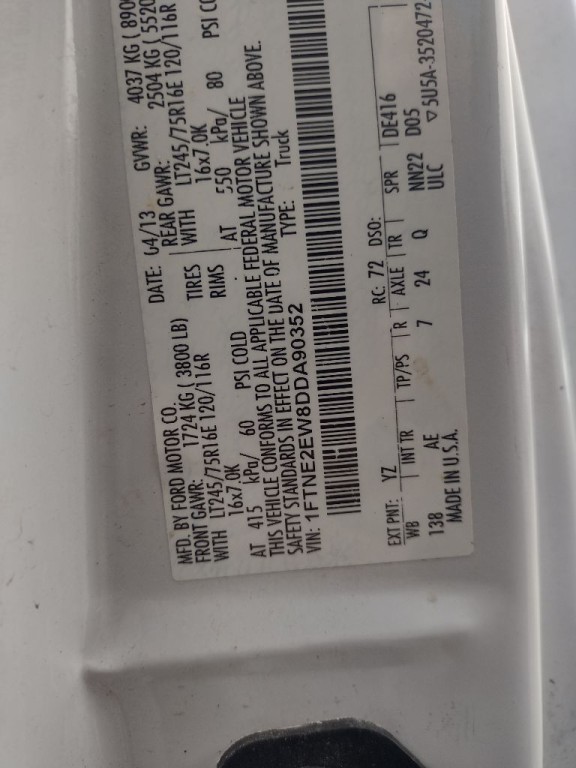 MFD. BY FORD MOTOR CO.
DATE: 04/13 GVWR: 4037 KG ( 890
FRONT GAWR: 1724 KG ( 3800 LB) REAR GAWR: 2504 KG ( 5520
WITH LT245/75R16E 120/116R TIRES WITH LT245/75R16E 120/116R
16x7.0K RIMS 16x7.0K
AT 415 kPa/ 60 PSI COLD AT 550 kPa/ 80 PSI CO
THIS VEHICLE CONFORMS TO ALL APPLICABLE FEDERAL MOTOR VEHICLE
SAFETY STANDARDS IN EFFECT ON THE DATE OF MANUFACTURE SHOWN ABOVE.
VIN: 1FTNE2EW8DDA90352 TYPE: Truck
EXT PNT: YZ RC: 72 DSO: DE416
WB INT TR TP/PS R AXLE TR SPR D05
138 AE 7 24 Q NN22 ▽5U5A-3520472-
MADE IN U.S.A. ULC